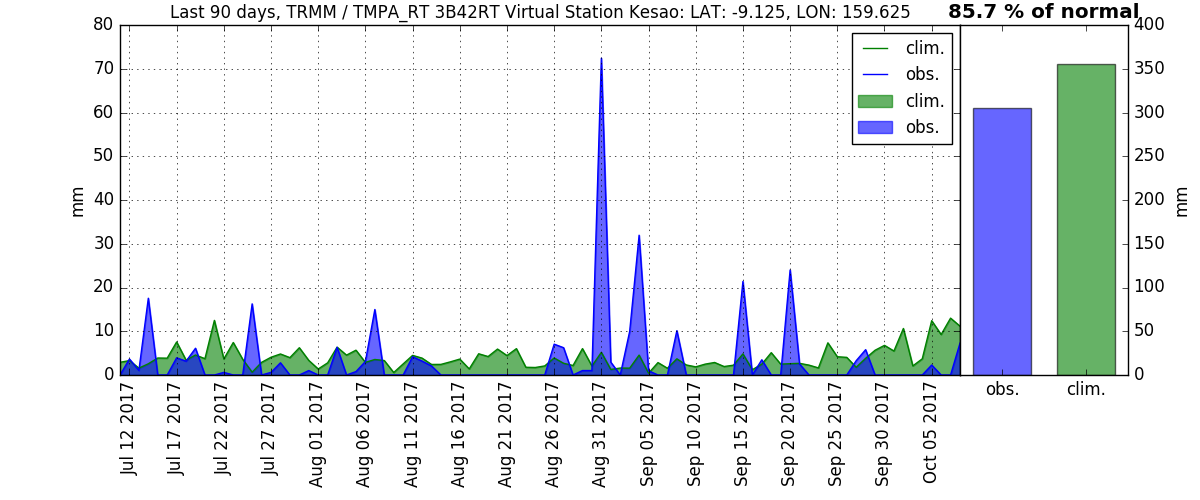 Last 90 days, TRMM / TMPA_RT 3B42RT Virtual Station Kesao: LAT: -9.125, LON: 159.625
85.7 % of normal
80
70
60
50
40
30
20
10
0
mm
clim.
obs.
clim.
obs.
400
350
300
250
200
150
100
50
0
mm
obs.
clim.
Jul 12 2017
Jul 17 2017
Jul 22 2017
Jul 27 2017
Aug 01 2017
Aug 06 2017
Aug 11 2017
Aug 16 2017
Aug 21 2017
Aug 26 2017
Aug 31 2017
Sep 05 2017
Sep 10 2017
Sep 15 2017
Sep 20 2017
Sep 25 2017
Sep 30 2017
Oct 05 2017